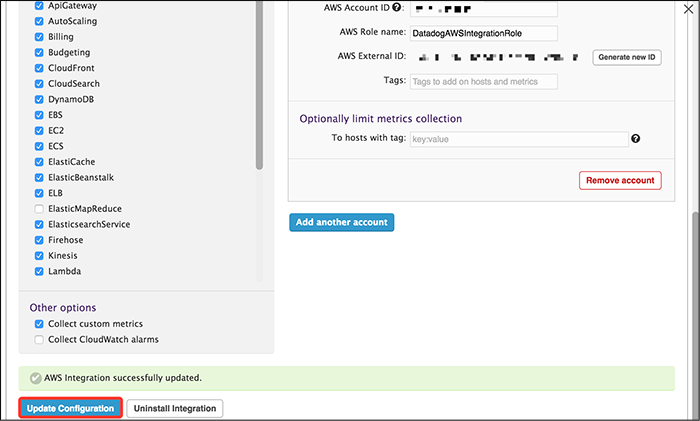 ApiGateway
AutoScaling
Billing
Budgeting
CloudFront
CloudSearch
DynamoDB
EBS
EC2
ECS
ElastiCache
ElasticBeanstalk
ELB
ElasticMapReduce
ElasticsearchService
Firehose
Kinesis
Lambda
Other options
Collect custom metrics
Collect CloudWatch alarms
AWS Account ID ?:
AWS Role name: DatadogAWSIntegrationRole
AWS External ID: Generate new ID
Tags: Tags to add on hosts and metrics
Optionally limit metrics collection
To hosts with tag: key:value ?
Remove account
Add another account
AWS Integration successfully updated.
Update Configuration Uninstall Integration